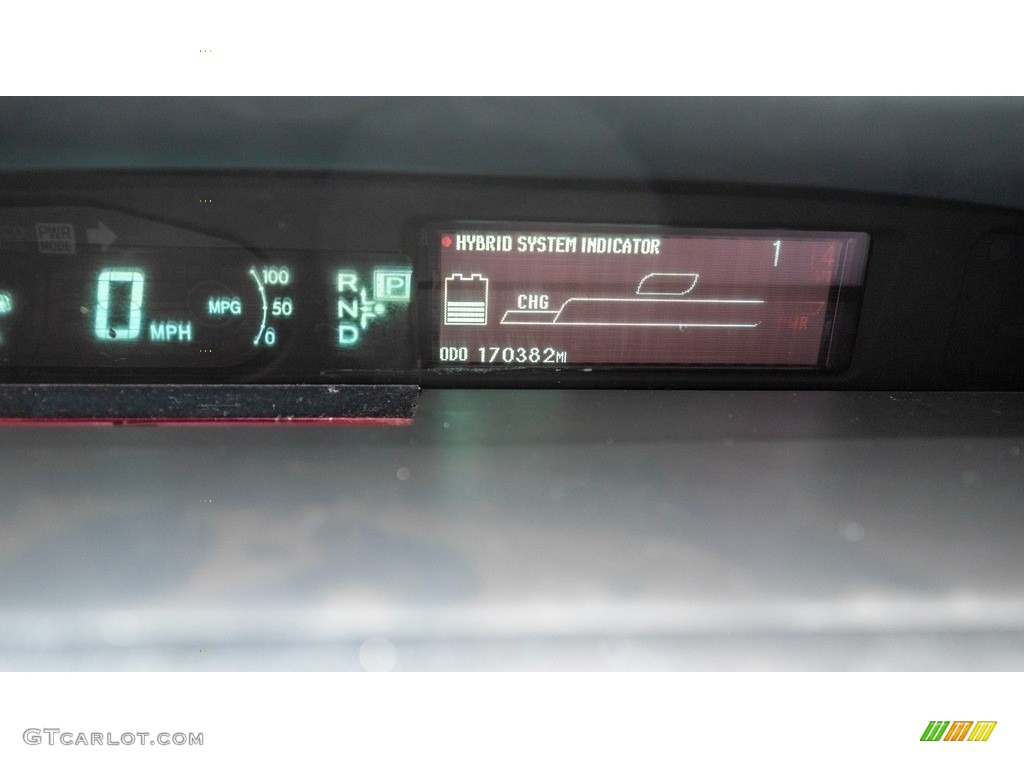 HYBRID SYSTEM INDICATOR 1
PWR
MODE
100
MPG 50
0
0 MPH
R P
N
D
CHG
ODO 170382MI
GTCARLOT.COM